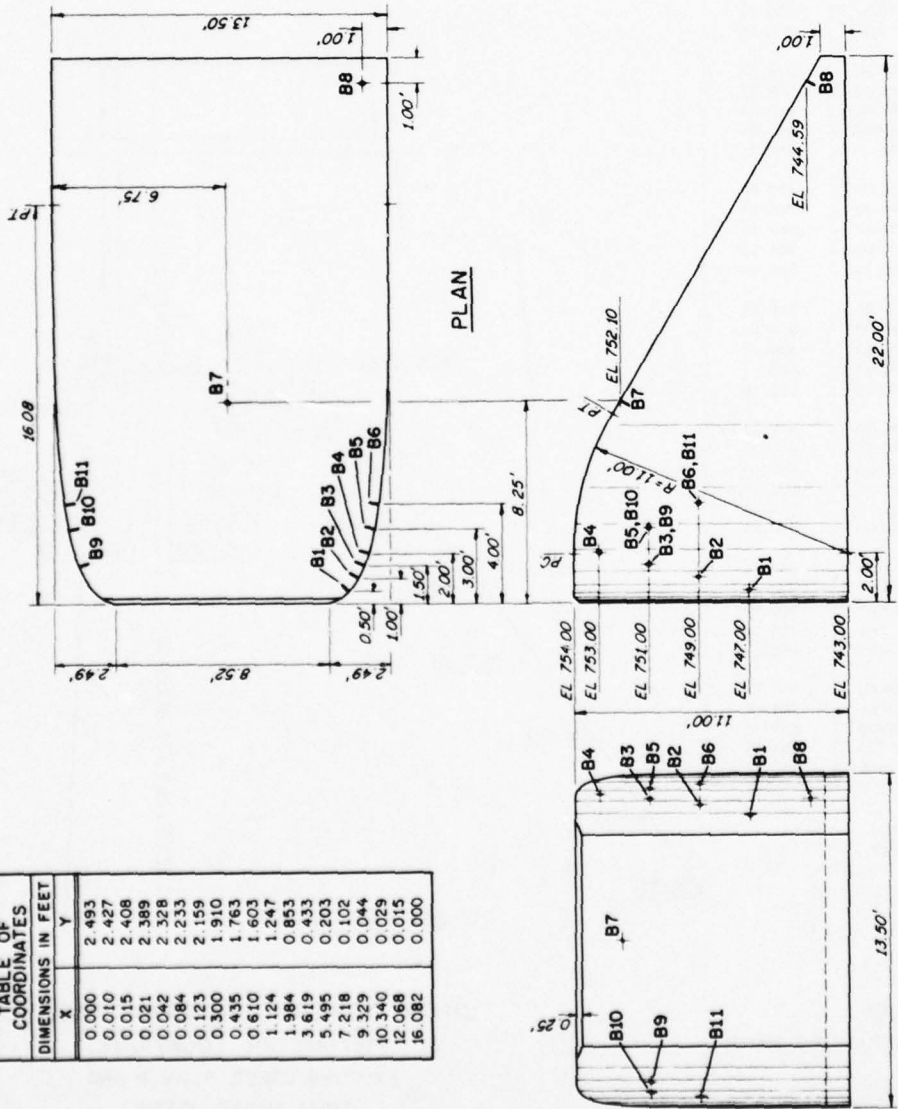 TABLE OF
COORDINATES
DIMENSIONS IN FEET
X Y
0.000 2.493
0.010 2.427
0.015 2.408
0.021 2.389
0.042 2.328
0.084 2.233
0.123 2.159
0.300 1.910
0.435 1.763
0.610 1.603
1.124 1.247
1.984 0.853
3.619 0.433
5.495 0.203
7.218 0.102
9.329 0.044
10.340 0.029
12.068 0.015
16.082 0.000
16.08
PT
13.50'
1.00'
1.00'
B8
6.75'
B7
8.25'
B11
B10
B9
B1
B2
B3
B4
B5
B6
2.49'
8.52'
2.49'
0.50'
1.00'
1.50'
2.00'
3.00'
4.00'
PLAN
1.00'
B8
EL 744.59
EL 752.10
PT
B7
R=11.00'
22.00'
PC
B4
B5, B10
B3, B9
B6, B11
B2
B1
2.00'
EL 754.00
EL 753.00
EL 751.00
EL 749.00
EL 747.00
EL 743.00
11.00'
B4
B3
B5
B2
B6
B1
B8
B7
0.25'
B10
B9
B11
13.50'